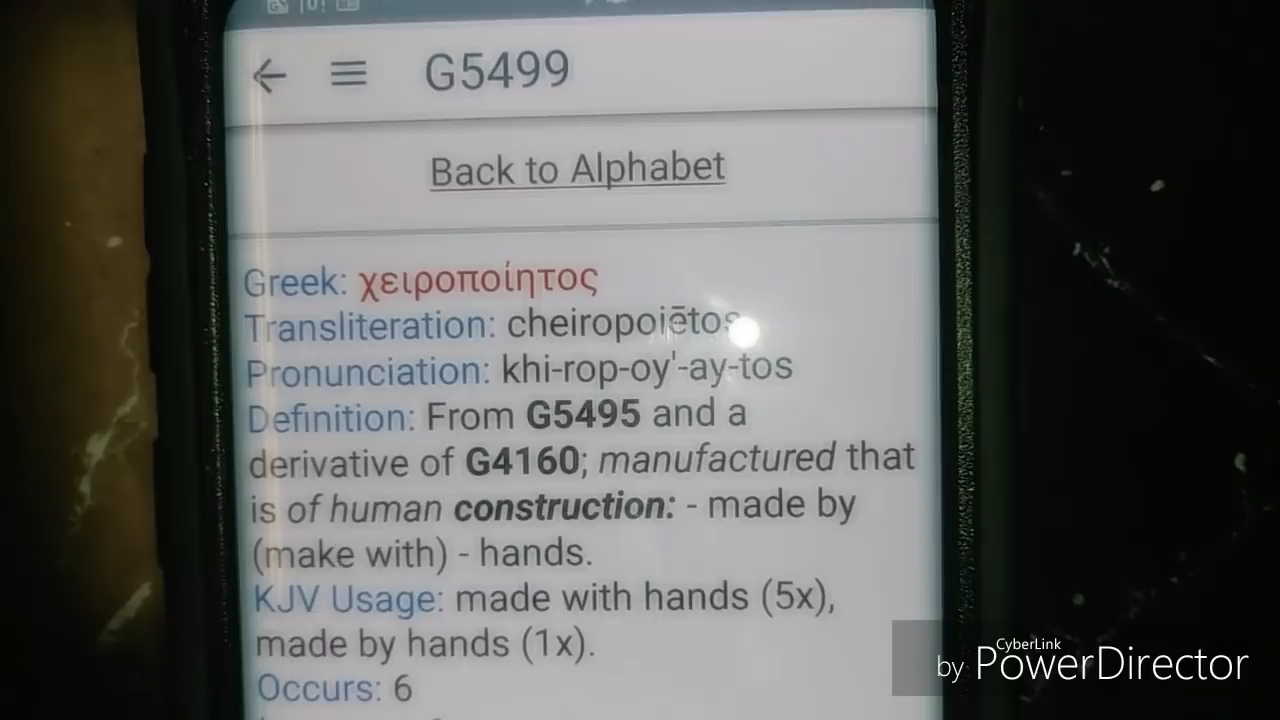 G5499
Back to Alphabet
Greek: χειροποίητος
Transliteration: cheiropoiētos
Pronunciation: khi-rop-oy'-ay-tos
Definition: From G5495 and a
derivative of G4160; manufactured that
is of human construction: - made by
(make with) - hands.
KJV Usage: made with hands (5x),
made by hands (1x).
Occurs: 6
CyberLink
by PowerDirector